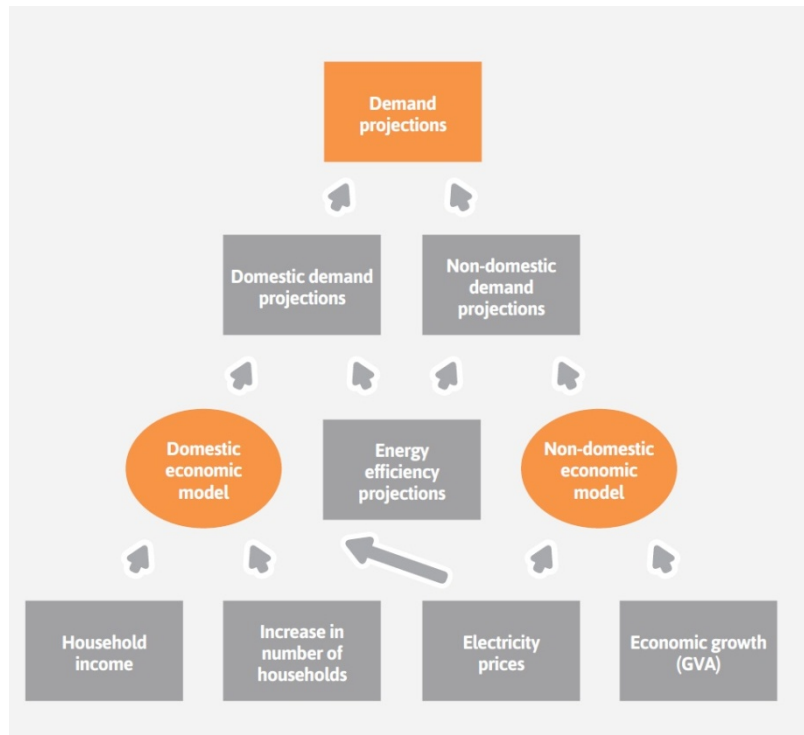 Demand
projections
Domestic demand
projections
Non-domestic
demand
projections
Domestic
economic
model
Energy
efficiency
projections
Non-domestic
economic
model
Household
income
Increase in
number of
households
Electricity
prices
Economic growth
(GVA)